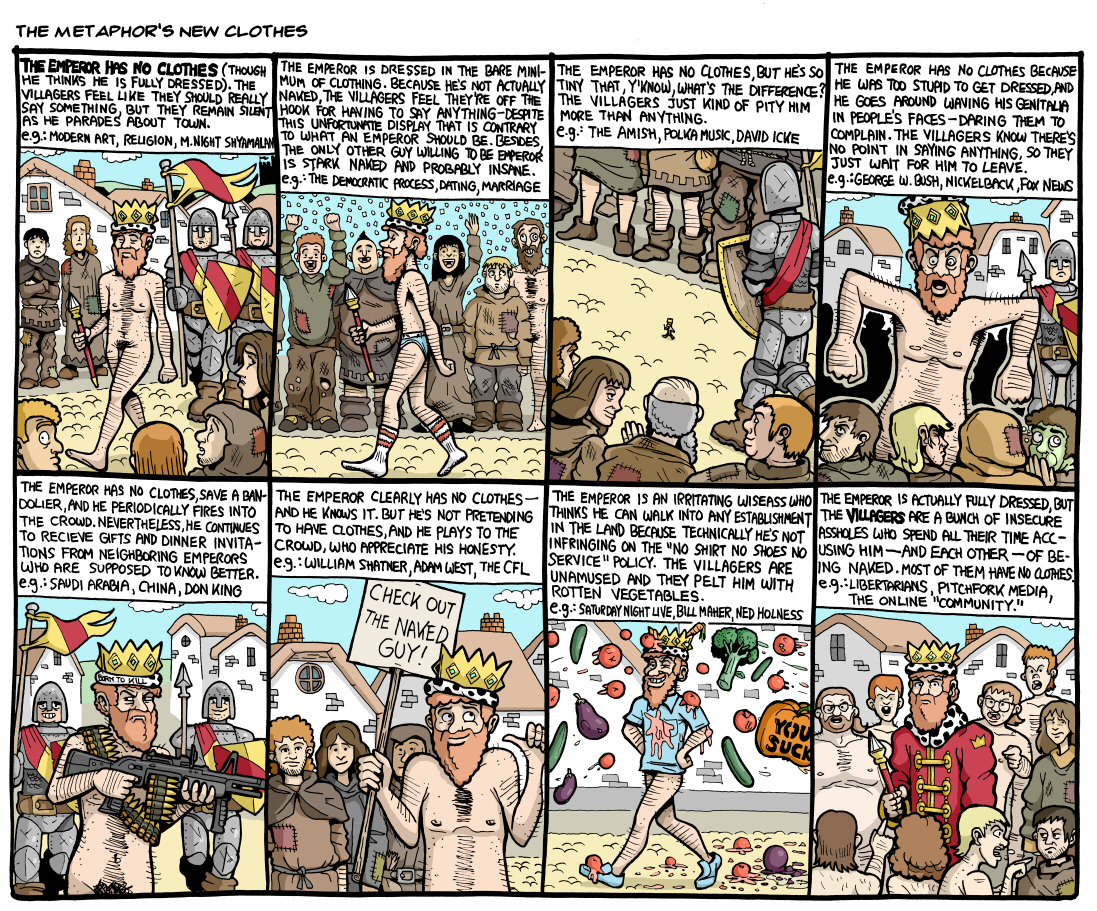 THE METAPHOR'S NEW CLOTHES
THE EMPEROR HAS NO CLOTHES (THOUGH
HE THINKS HE IS FULLY DRESSED). THE
VILLAGERS FEEL LIKE THEY SHOULD REALLY
SAY SOMETHING, BUT THEY REMAIN SILENT
AS HE PARADES ABOUT TOWN.
e.g.: MODERN ART, RELIGION, M. NIGHT SHYAMALAN
THE EMPEROR IS DRESSED IN THE BARE MINI-
MUM OF CLOTHING. BECAUSE HE'S NOT ACTUALLY
NAKED, THE VILLAGERS FEEL THEY'RE OFF THE
HOOK FOR HAVING TO SAY ANYTHING-DESPITE
THIS UNFORTUNATE DISPLAY THAT IS CONTRARY
TO WHAT AN EMPEROR SHOULD BE. BESIDES,
THE ONLY OTHER GUY WILLING TO BE EMPEROR
IS STARK NAKED AND PROBABLY INSANE.
e.g.: THE DEMOCRATIC PROCESS, DATING, MARRIAGE
THE EMPEROR HAS NO CLOTHES, BUT HE'S SO
TINY THAT, Y'KNOW, WHAT'S THE DIFFERENCE?
THE VILLAGERS JUST KIND OF PITY HIM
MORE THAN ANYTHING.
e.g.: THE AMISH, POLKA MUSIC, DAVID ICKE
THE EMPEROR HAS NO CLOTHES BECAUSE
HE WAS TOO STUPID TO GET DRESSED, AND
HE GOES AROUND WAVING HIS GENITALIA
IN PEOPLE'S FACES-DARING THEM TO
COMPLAIN. THE VILLAGERS KNOW THERE'S
NO POINT IN SAYING ANYTHING, SO THEY
JUST WAIT FOR HIM TO LEAVE.
e.g.: GEORGE W. BUSH, NICKELBACK, FOX NEWS
THE EMPEROR HAS NO CLOTHES, SAVE A BAN-
DOLIER, AND HE PERIODICALLY FIRES INTO
THE CROWD. NEVERTHELESS, HE CONTINUES
TO RECIEVE GIFTS AND DINNER INVITA-
TIONS FROM NEIGHBORING EMPERORS
WHO ARE SUPPOSED TO KNOW BETTER.
e.g.: SAUDI ARABIA, CHINA, DON KING
BORN TO KILL
THE EMPEROR CLEARLY HAS NO CLOTHES—
AND HE KNOWS IT. BUT HE'S NOT PRETENDING
TO HAVE CLOTHES, AND HE PLAYS TO THE
CROWD, WHO APPRECIATE HIS HONESTY.
e.g.: WILLIAM SHATNER, ADAM WEST, THE CFL
CHECK OUT
THE NAKED
GUY!
THE EMPEROR IS AN IRRITATING WISEASS WHO
THINKS HE CAN WALK INTO ANY ESTABLISHMENT
IN THE LAND BECAUSE TECHNICALLY HE'S NOT
INFRINGING ON THE "NO SHIRT NO SHOES NO
SERVICE" POLICY. THE VILLAGERS ARE
UNAMUSED AND THEY PELT HIM WITH
ROTTEN VEGETABLES.
e.g.: SATURDAY NIGHT LIVE, BILL MAHER, NED HOLNESS
YOU
SUCK
THE EMPEROR IS ACTUALLY FULLY DRESSED, BUT
THE VILLAGERS ARE A BUNCH OF INSECURE
ASSHOLES WHO SPEND ALL THEIR TIME ACC-
USING HIM—AND EACH OTHER—OF BE-
ING NAKED. MOST OF THEM HAVE NO CLOTHES.
e.g.: LIBERTARIANS, PITCHFORK MEDIA,
THE ONLINE "COMMUNITY."